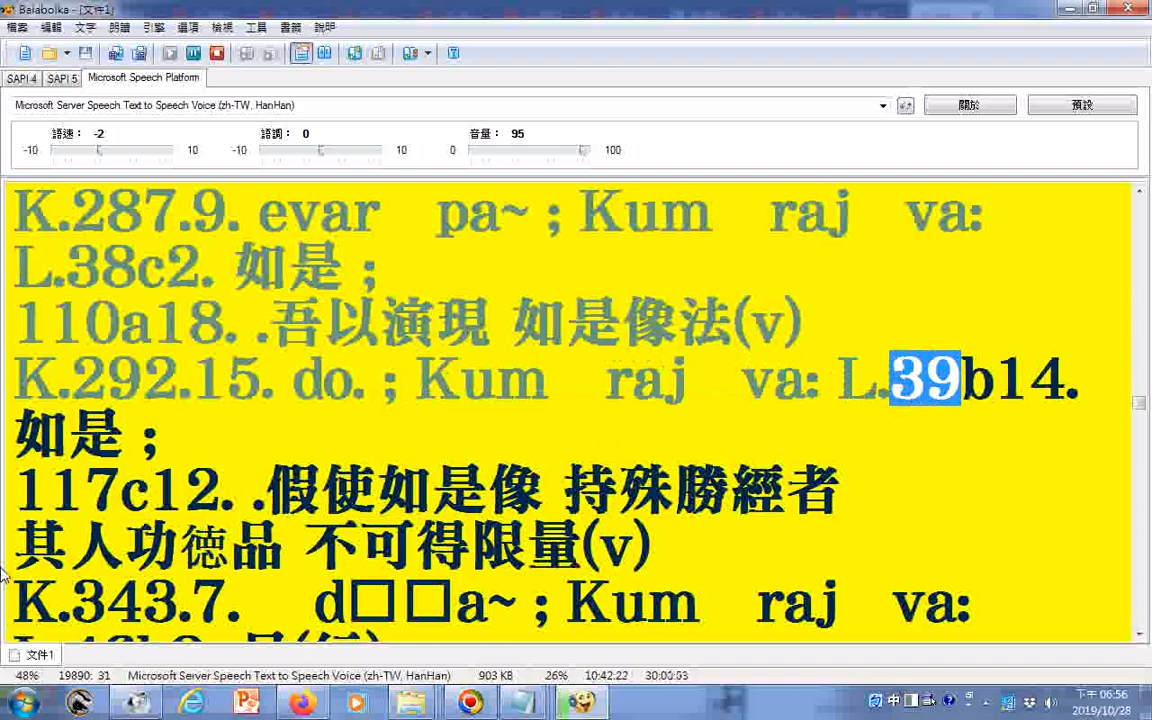 Balabolka - [文件1]
檔案 編輯 文字 朗讀 引擎 選項 檢視 工具 書籤 說明
SAPI 4 SAPI 5 Microsoft Speech Platform
Microsoft Server Speech Text to Speech Voice (zh-TW, HanHan) 關於 預設
語速： -2 語調： 0 音量： 95
-10 10 -10 10 0 100
K.287.9. evar pa~ ; Kum raj va:
L.38c2. 如是；
110a18. .吾以演現 如是像法(v)
K.292.15. do. ; Kum raj va: L.39b14.
如是；
117c12. .假使如是像 持殊勝經者
其人功徳品 不可得限量(v)
K.343.7. d□□a~ ; Kum raj va:
文件1
48% 19890: 31 Microsoft Server Speech Text to Speech Voice (zh-TW, HanHan) 903 KB 26% 10:42:22 30:00:53
中 下午 06:56
2019/10/28